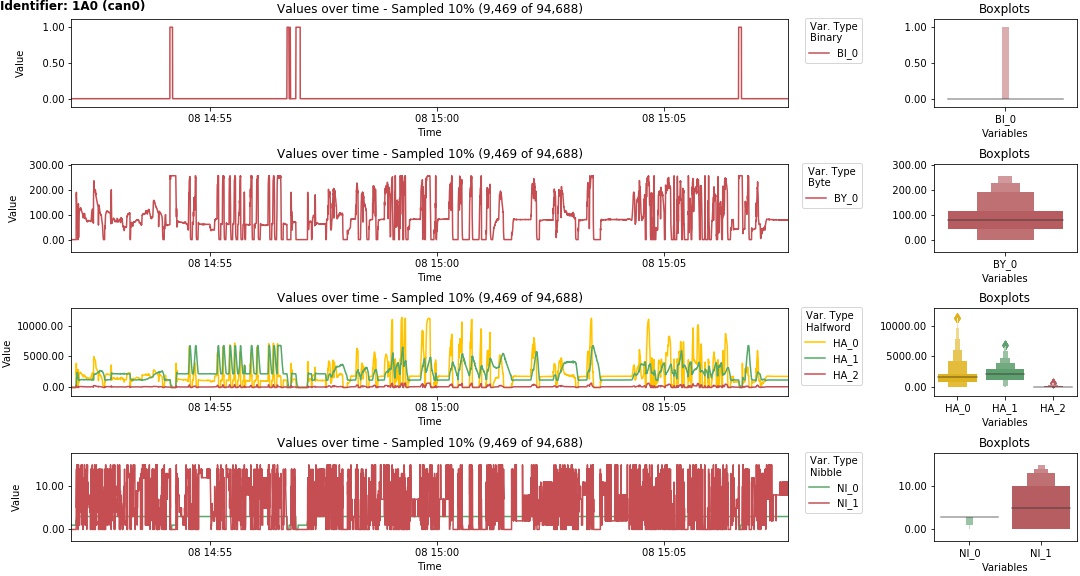 Identifier: 1A0 (can0)
Values over time - Sampled 10% (9,469 of 94,688)
Boxplots
Value
1.00
0.50
0.00
08 14:55
08 15:00
08 15:05
Time
Var. Type
Binary
BI_0
1.00
0.50
0.00
BI_0
Variables
Values over time - Sampled 10% (9,469 of 94,688)
Boxplots
Value
300.00
200.00
100.00
0.00
08 14:55
08 15:00
08 15:05
Time
Var. Type
Byte
BY_0
300.00
200.00
100.00
0.00
BY_0
Variables
Values over time - Sampled 10% (9,469 of 94,688)
Boxplots
Value
10000.00
5000.00
0.00
08 14:55
08 15:00
08 15:05
Time
Var. Type
Halfword
HA_0
HA_1
HA_2
10000.00
5000.00
0.00
HA_0 HA_1 HA_2
Variables
Values over time - Sampled 10% (9,469 of 94,688)
Boxplots
Value
10.00
0.00
08 14:55
08 15:00
08 15:05
Time
Var. Type
Nibble
NI_0
NI_1
10.00
0.00
NI_0 NI_1
Variables